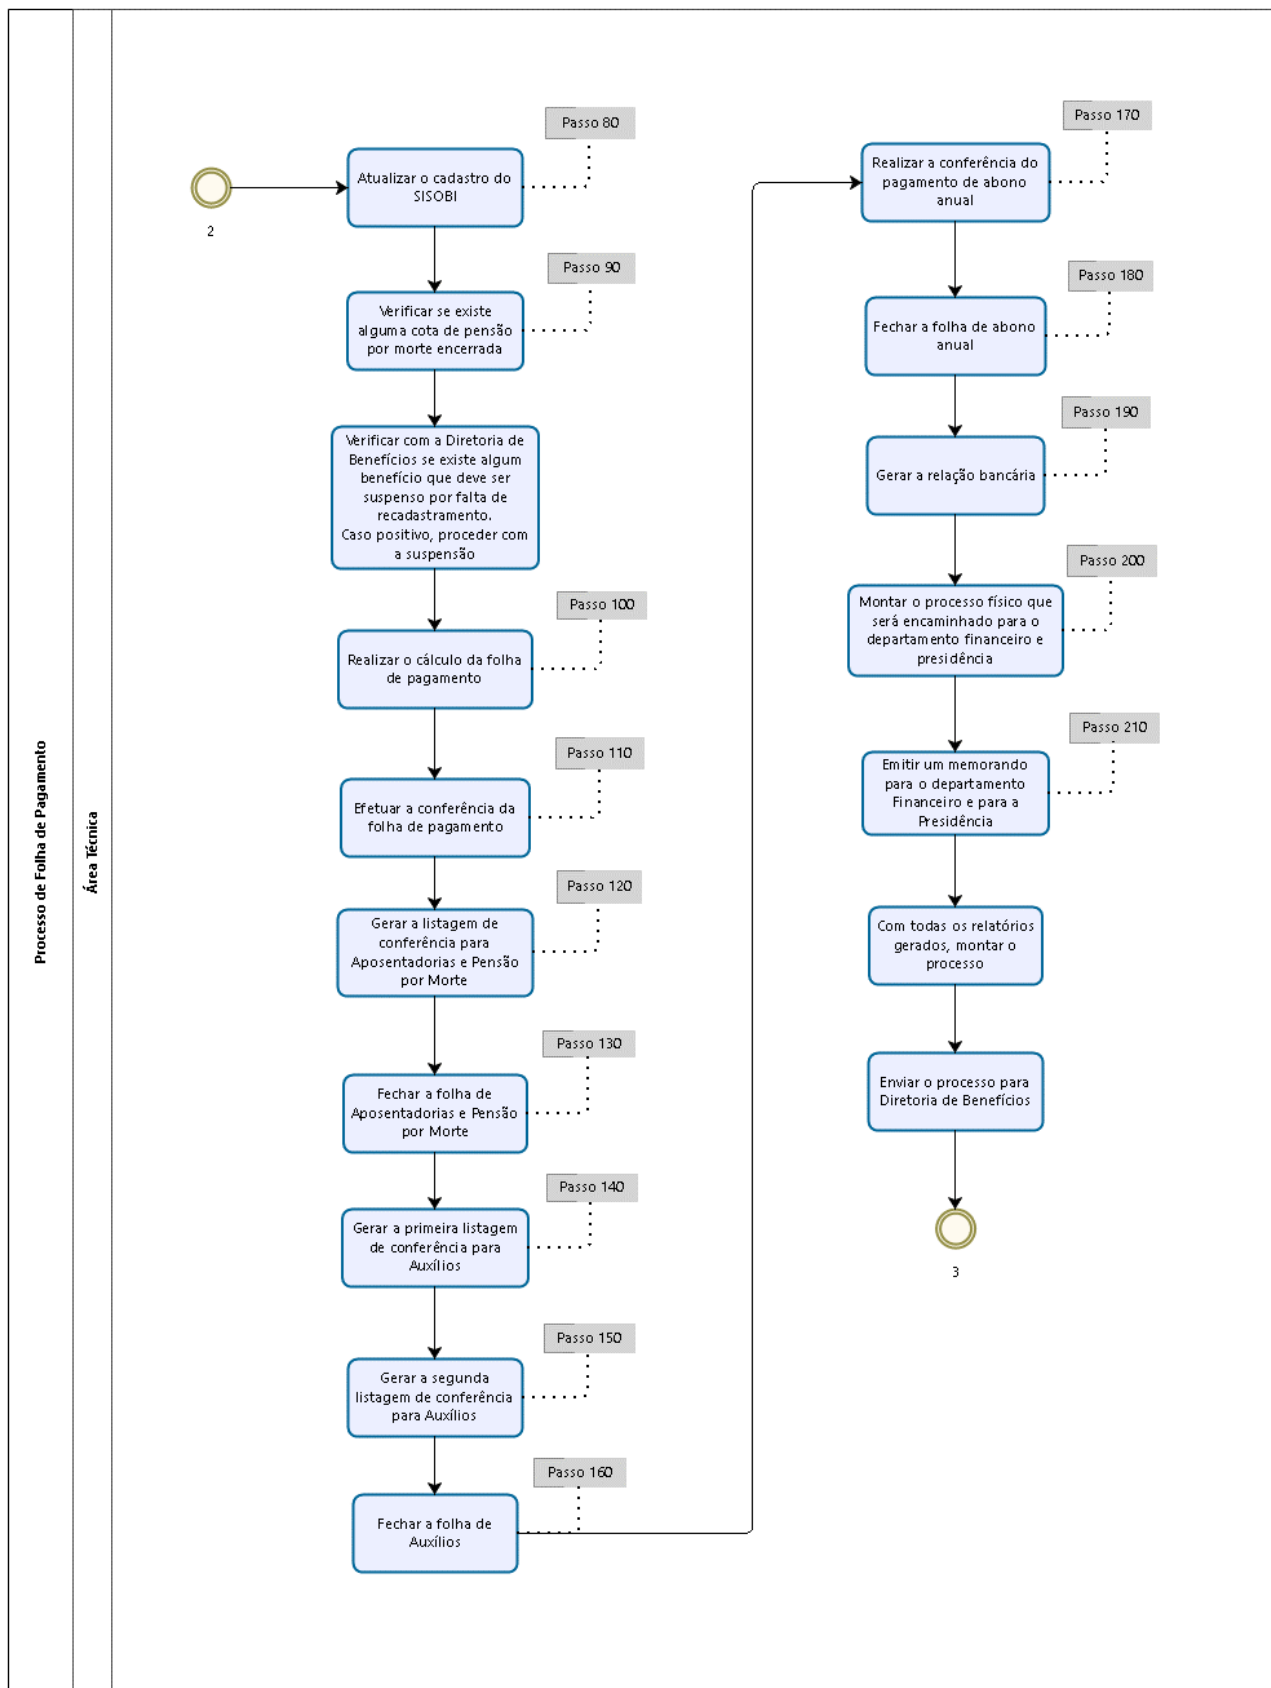 Processo de Folha de Pagamento
Área Técnica
2
Passo 80
Atualizar o cadastro do
SISOBI
Passo 90
Verificar se existe
alguma cota de pensão
por morte encerrada
Verificar com a Diretoria de
Benefícios se existe algum
benefício que deve ser
suspenso por falta de
recadastramento.
Caso positivo, proceder com
a suspensão
Passo 100
Realizar o cálculo da folha
de pagamento
Passo 110
Efetuar a conferência da
folha de pagamento
Passo 120
Gerar a listagem de
conferência para
Aposentadorias e Pensão
por Morte
Passo 130
Fechar a folha de
Aposentadorias e Pensão
por Morte
Passo 140
Gerar a primeira listagem
de conferência para
Auxílios
Passo 150
Gerar a segunda
listagem de conferência
para Auxílios
Passo 160
Fechar a folha de
Auxílios
Passo 170
Realizar a conferência do
pagamento de abono
anual
Passo 180
Fechar a folha de abono
anual
Passo 190
Gerar a relação bancária
Passo 200
Montar o processo físico que
será encaminhado para o
departamento financeiro e
presidência
Passo 210
Emitir um memorando
para o departamento
Financeiro e para a
Presidência
Com todas os relatórios
gerados, montar o
processo
Enviar o processo para
Diretoria de Benefícios
3